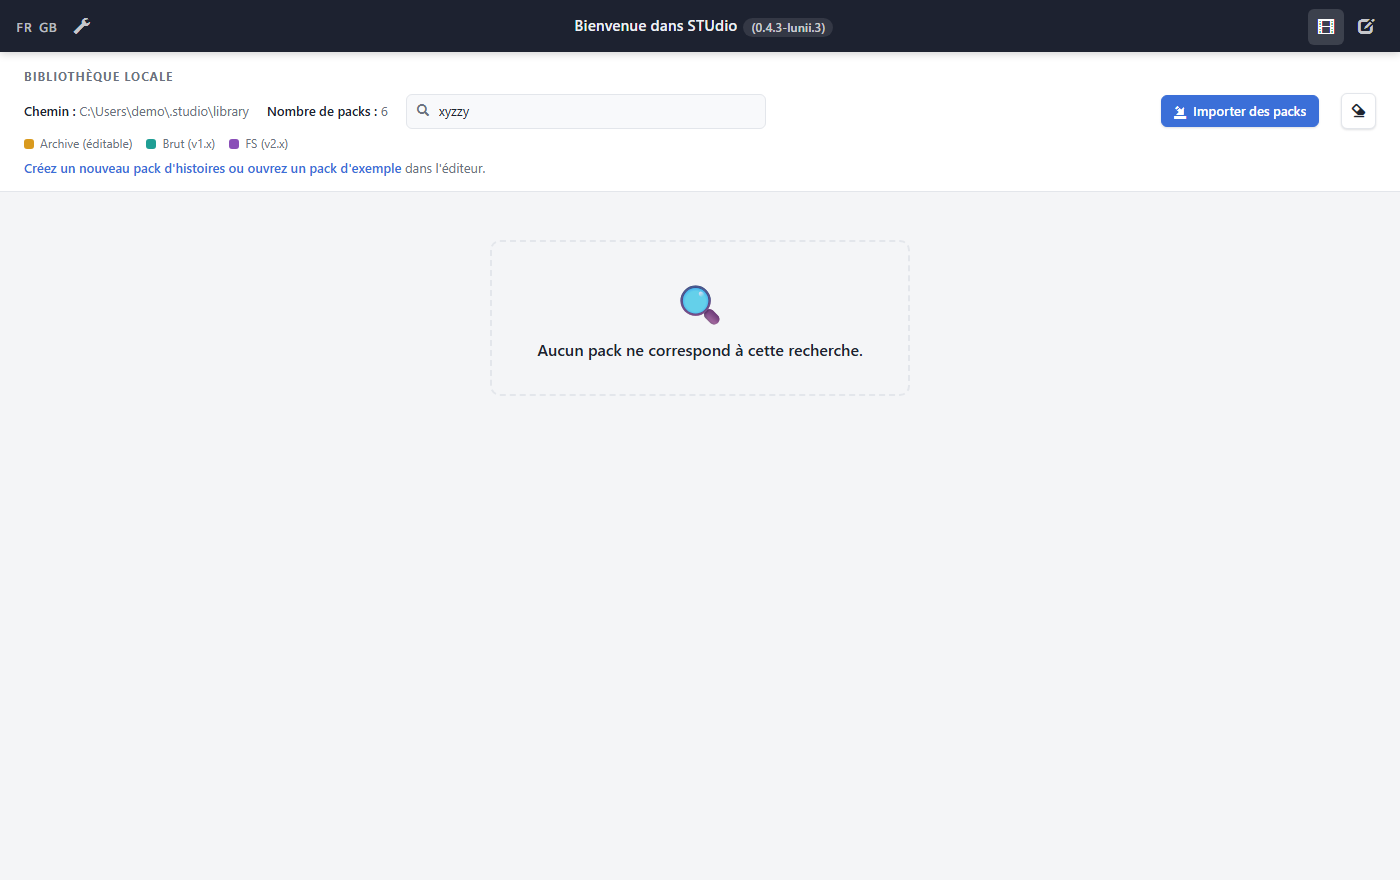 FR GB
Bienvenue dans STUdio (0.4.3-lunii.3)
BIBLIOTHÈQUE LOCALE
Chemin : C:\Users\demo\.studio\library Nombre de packs : 6 xyzzy Importer des packs
Archive (éditable) Brut (v1.x) FS (v2.x)
Créez un nouveau pack d'histoires ou ouvrez un pack d'exemple dans l'éditeur.
Aucun pack ne correspond à cette recherche.